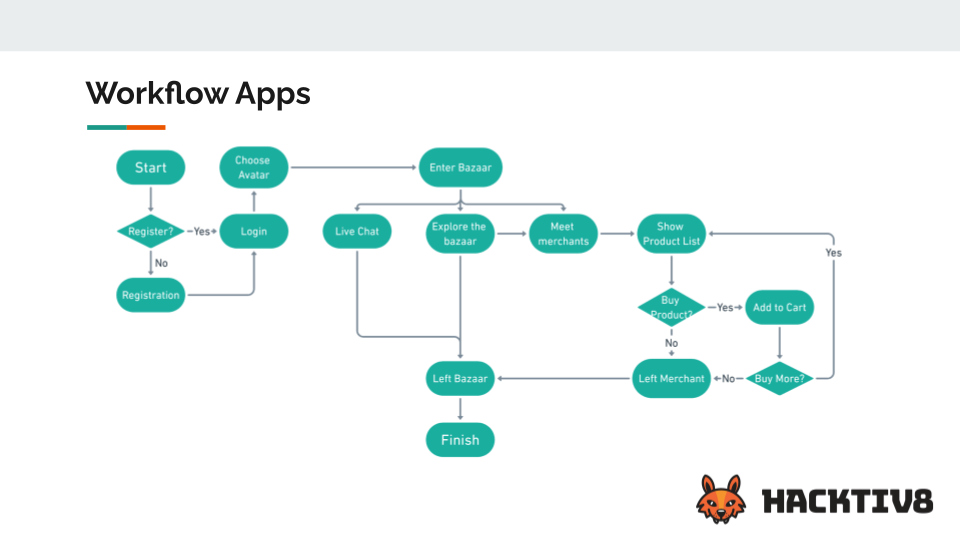 Workflow Apps
Start
Choose
Avatar
Enter Bazaar
Register?
Yes
Login
Live Chat
Explore the
bazaar
Meet
merchants
Show
Product List
Yes
No
Registration
Buy
Product?
Yes
Add to Cart
No
Left Bazaar
Left Merchant
No
Buy More?
Finish
HACKTIV8